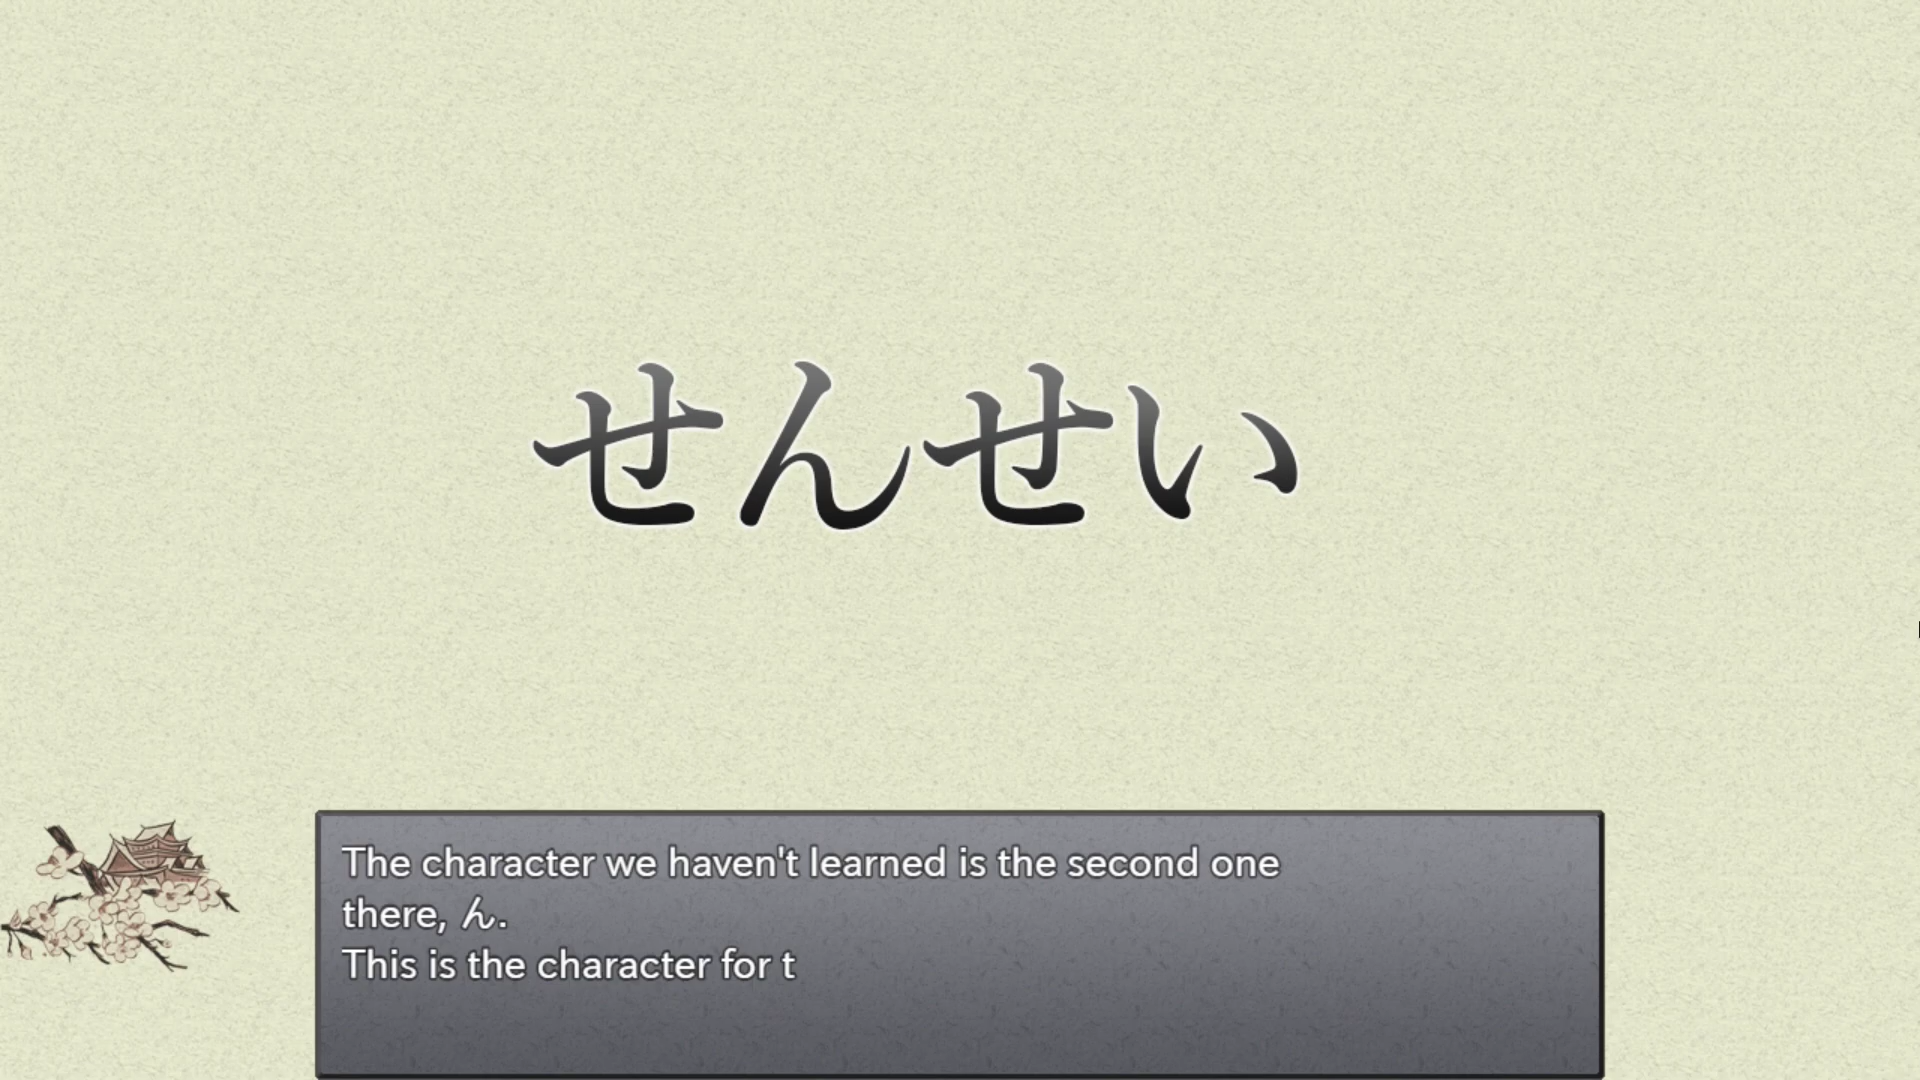 せんせい
The character we haven't learned is the second one
there, ん.
This is the character for t